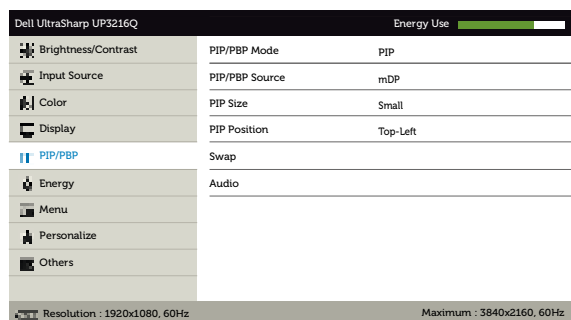 Dell UltraSharp UP3216Q Energy Use
Brightness/Contrast PIP/PBP Mode PIP
Input Source PIP/PBP Source mDP
Color PIP Size Small
Display PIP Position Top-Left
PIP/PBP Swap
Energy Audio
Menu
Personalize
Others
Resolution : 1920x1080, 60Hz Maximum : 3840x2160, 60Hz